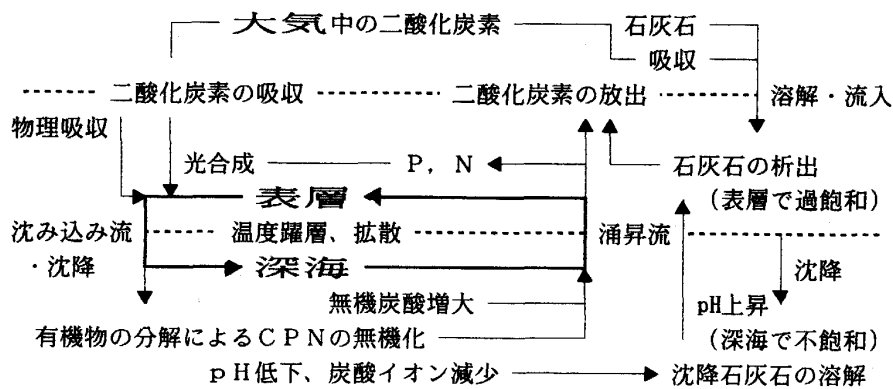 大気中の二酸化炭素 石灰石
吸収
二酸化炭素の吸収 二酸化炭素の放出 溶解・流入
物理吸収
光合成 P，N 石灰石の析出
表層 (表層で過飽和)
沈み込み流 温度躍層、拡散 涌昇流
・沈降 深海 沈降
無機炭酸増大 pH上昇
有機物の分解によるCPNの無機化 (深海で不飽和)
pH低下、炭酸イオン減少 沈降石灰石の溶解